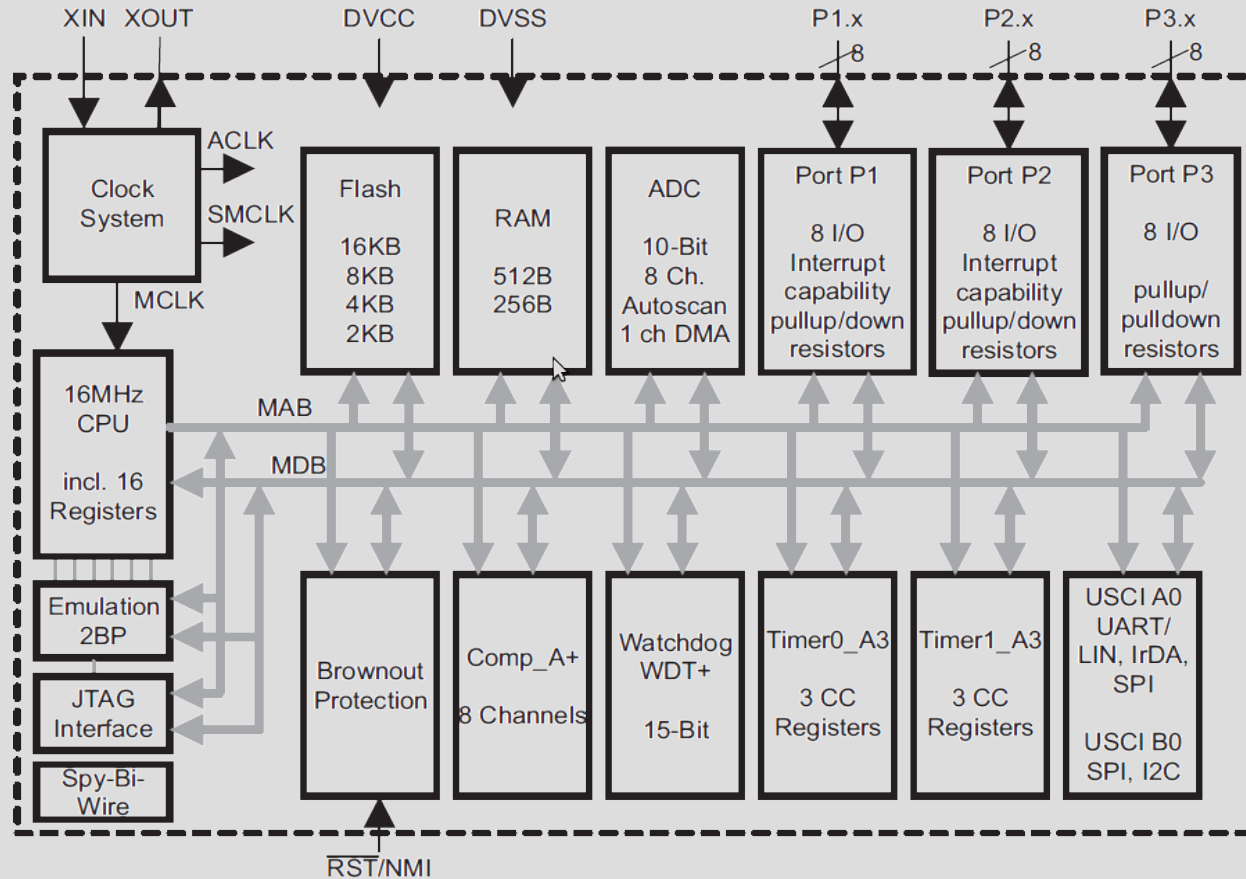 XIN XOUT
DVCC
DVSS
P1.x
P2.x
P3.x
8
8
8
Clock
System
ACLK
SMCLK
MCLK
Flash
16KB
8KB
4KB
2KB
RAM
512B
256B
ADC
10-Bit
8 Ch.
Autoscan
1 ch DMA
Port P1
8 I/O
Interrupt
capability
pullup/down
resistors
Port P2
8 I/O
Interrupt
capability
pullup/down
resistors
Port P3
8 I/O
pullup/
pulldown
resistors
16MHz
CPU
incl. 16
Registers
MAB
MDB
Emulation
2BP
JTAG
Interface
Spy-Bi-
Wire
Brownout
Protection
Comp_A+
8 Channels
Watchdog
WDT+
15-Bit
Timer0_A3
3 CC
Registers
Timer1_A3
3 CC
Registers
USCI A0
UART/
LIN, IrDA,
SPI
USCI B0
SPI, I2C
RST/NMI